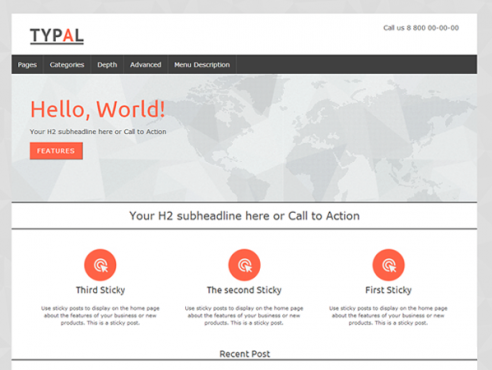 TYPAL
Call us 8 800 00-00-00
Pages Categories Depth Advanced Menu Description
Hello, World!
Your H2 subheadline here or Call to Action
FEATURES
Your H2 subheadline here or Call to Action
Third Sticky
Use sticky posts to display on the home page
about the features of your business or new
products. This is a sticky post.
The second Sticky
Use sticky posts to display on the home page
about the features of your business or new
products. This is a sticky post.
First Sticky
Use sticky posts to display on the home page
about the features of your business or new
products. This is a sticky post.
Recent Post